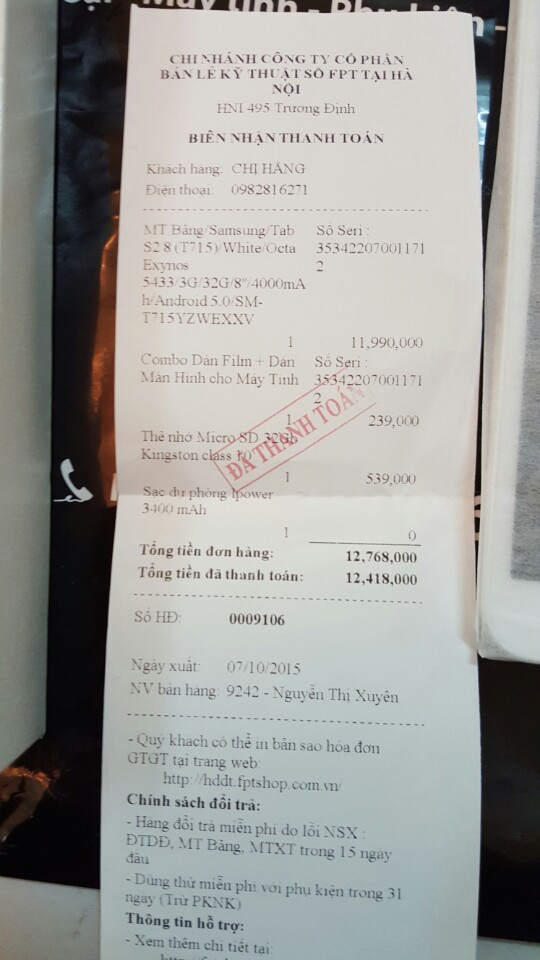 Máy tính - Phụ kiện -
CHI NHÁNH CÔNG TY CỔ PHẦN
BÁN LẺ KỸ THUẬT SỐ FPT TẠI HÀ
NỘI
HNI 495 Trương Định
BIÊN NHẬN THANH TOÁN
Khách hàng: CHỊ HẰNG
Điện thoại: 0982816271
MT Bảng/Samsung/Tab Số Seri :
S2 8 (T715)/White/Octa 35342207001171
Exynos 2
5433/3G/32G/8"/4000mA
h/Android 5.0/SM-
T715YZWEXXV
1 11,990,000
Combo Dán Film + Dán Số Seri :
Màn Hình cho Máy Tính 35342207001171
2
1 239,000
Thẻ nhớ Micro SD 32Gb
Kingston class 10
1 539,000
Sạc dự phòng Ipower
3400 mAh
1 0
ĐÃ THANH TOÁN
Tổng tiền đơn hàng: 12,768,000
Tổng tiền đã thanh toán: 12,418,000
Số HĐ: 0009106
Ngày xuất: 07/10/2015
NV bán hàng: 9242 - Nguyễn Thị Xuyên
- Quý khách có thể in bản sao hóa đơn
GTGT tại trang web:
http://hddt.fptshop.com.vn/
Chính sách đổi trả:
- Hàng đổi trả miễn phí do lỗi NSX :
ĐTDĐ, MT Bảng, MTXT trong 15 ngày
đầu
- Dùng thử miễn phí với phụ kiện trong 31
ngày (Trừ PKNK)
Thông tin hỗ trợ:
- Xem thêm chi tiết tại: